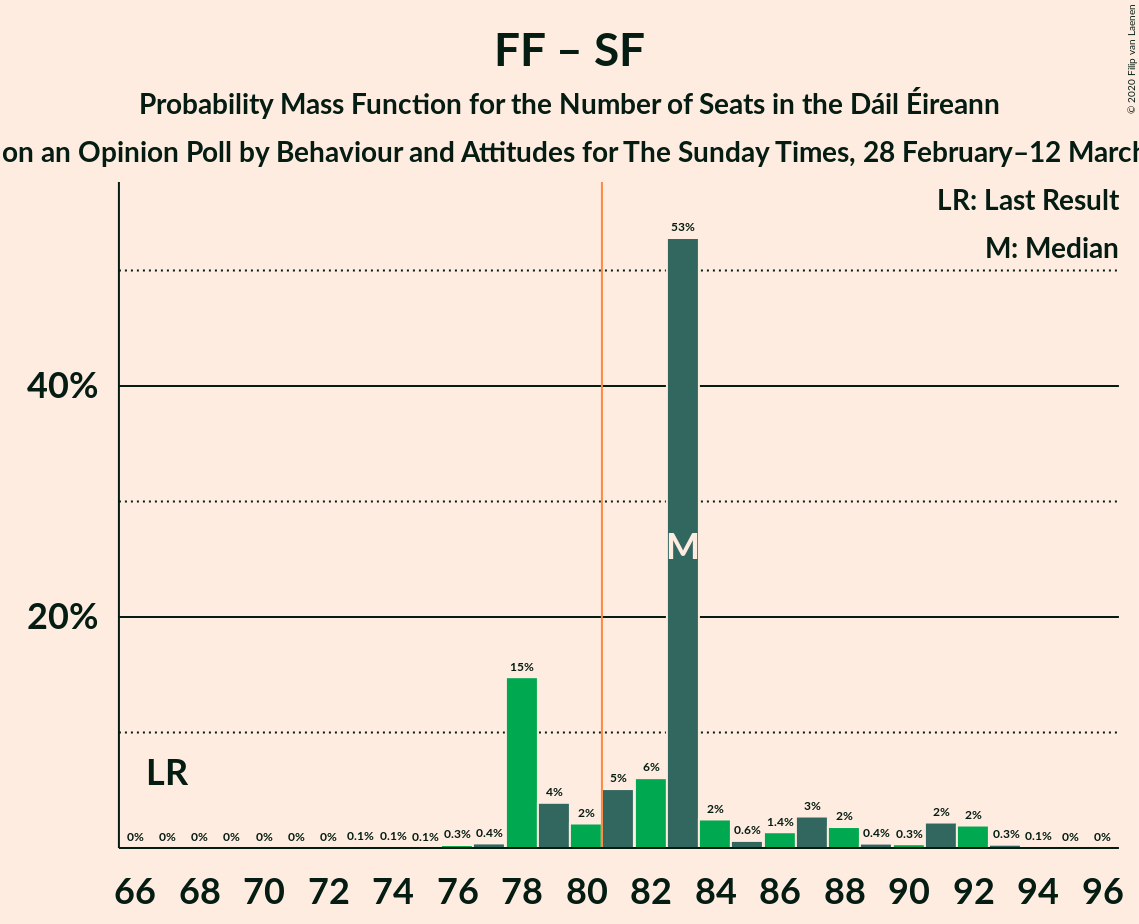 FF – SF
Probability Mass Function for the Number of Seats in the Dáil Éireann
on an Opinion Poll by Behaviour and Attitudes for The Sunday Times, 28 February–12 March
© 2020 Filip van Laenen
LR: Last Result
M: Median
40%
20%
53%
M
15%
LR
0% 0% 0% 0% 0% 0% 0% 0.1% 0.1% 0.1% 0.3% 0.4% 4% 2% 5% 6% 2% 0.6% 1.4% 3% 2% 0.4% 0.3% 2% 2% 0.3% 0.1% 0% 0%
66 68 70 72 74 76 78 80 82 84 86 88 90 92 94 96